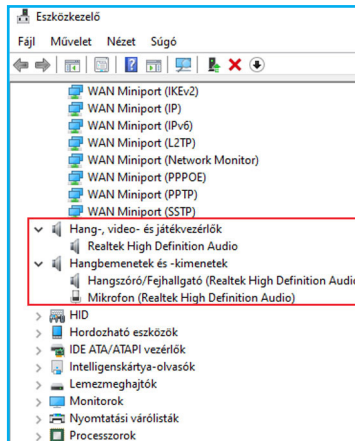 Eszközkezelő
Fájl Művelet Nézet Súgó
WAN Miniport (IKEv2)
WAN Miniport (IP)
WAN Miniport (IPv6)
WAN Miniport (L2TP)
WAN Miniport (Network Monitor)
WAN Miniport (PPPOE)
WAN Miniport (PPTP)
WAN Miniport (SSTP)
Hang-, video- és játékvezérlők
Realtek High Definition Audio
Hangbemenetek és -kimenetek
Hangszóró/Fejhallgató (Realtek High Definition Audio
Mikrofon (Realtek High Definition Audio)
HID
Hordozható eszközök
IDE ATA/ATAPI vezérlők
Intelligenskártya-olvasók
Lemezmeghajtók
Monitorok
Nyomtatási várólisták
Processzorok